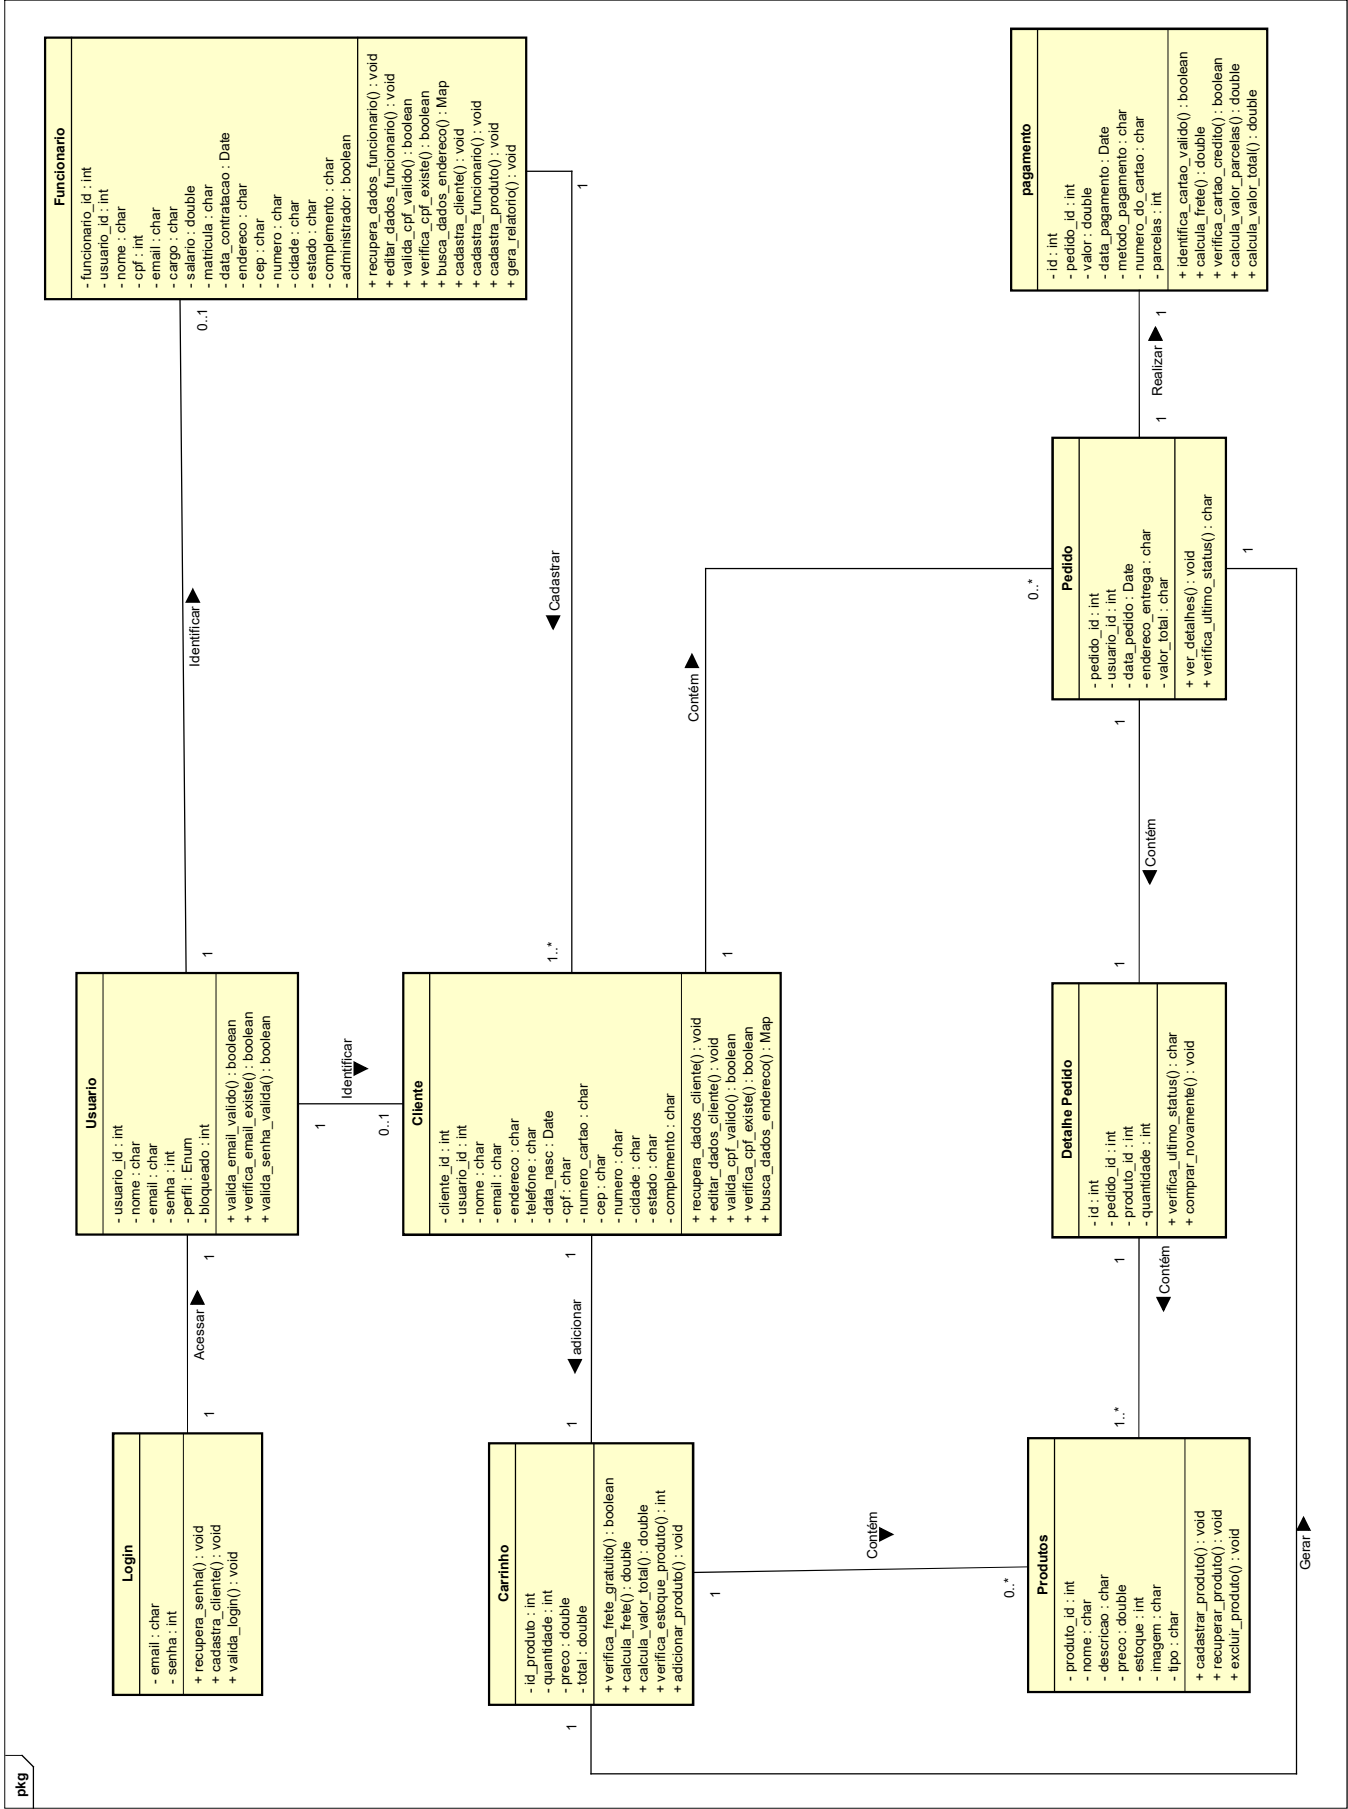 pkg
Login
- email : char
- senha : int
+ recupera_senha() : void
+ cadastra_cliente() : void
+ valida_login() : void
1
Acessar
1
Usuario
- usuario_id : int
- nome : char
- email : char
- senha : int
- perfil : Enum
- bloqueado : int
+ valida_email_valido() : boolean
+ verifica_email_existe() : boolean
+ valida_senha_valida() : boolean
1
Identificar
0..1
Funcionario
- funcionario_id : int
- usuario_id : int
- nome : char
- cpf : int
- email : char
- cargo : char
- salario : double
- matricula : char
- data_contratacao : Date
- endereco : char
- cep : char
- numero : char
- cidade : char
- estado : char
- complemento : char
- administrador : boolean
+ recupera_dados_funcionario() : void
+ editar_dados_funcionario() : void
+ valida_cpf_valido() : boolean
+ verifica_cpf_existe() : boolean
+ busca_dados_endereco() : Map
+ cadastra_cliente() : void
+ cadastra_funcionario() : void
+ cadastra_produto() : void
+ gera_relatorio() : void
1
Identificar
0..1
1
Cadastrar
1..*
Carrinho
- id_produto : int
- quantidade : int
- preco : double
- total : double
+ verifica_frete_gratuito() : boolean
+ calcula_frete() : double
+ calcula_valor_total() : double
+ verifica_estoque_produto() : int
+ adicionar_produto() : void
1
adicionar
1
Cliente
- cliente_id : int
- usuario_id : int
- nome : char
- email : char
- endereco : char
- telefone : char
- data_nasc : Date
- cpf : char
- numero_cartao : char
- cep : char
- numero : char
- cidade : char
- estado : char
- complemento : char
+ recupera_dados_cliente() : void
+ editar_dados_cliente() : void
+ valida_cpf_valido() : boolean
+ verifica_cpf_existe() : boolean
+ busca_dados_endereco() : Map
1
Contém
0..*
1
1
Contém
0..*
Produtos
- produto_id : int
- nome : char
- descricao : char
- preco : double
- estoque : int
- imagem : char
- tipo : char
+ cadastrar_produto() : void
+ recuperar_produto() : void
+ excluir_produto() : void
1..*
Contém
1
Detalhe Pedido
- id : int
- pedido_id : int
- produto_id : int
- quantidade : int
+ verifica_ultimo_status() : char
+ comprar_novamente() : void
1
Contém
1
Pedido
- pedido_id : int
- usuario_id : int
- data_pedido : Date
- endereco_entrega : char
- valor_total : char
+ ver_detalhes() : void
+ verifica_ultimo_status() : char
1
Realizar
1
pagamento
- id : int
- pedido_id : int
- valor : double
- data_pagamento : Date
- metodo_pagamento : char
- numero_do_cartao : char
- parcelas : int
+ identifica_cartao_valido() : boolean
+ calcula_frete() : double
+ verifica_cartao_credito() : boolean
+ calcula_valor_parcelas() : double
+ calcula_valor_total() : double
Gerar
1